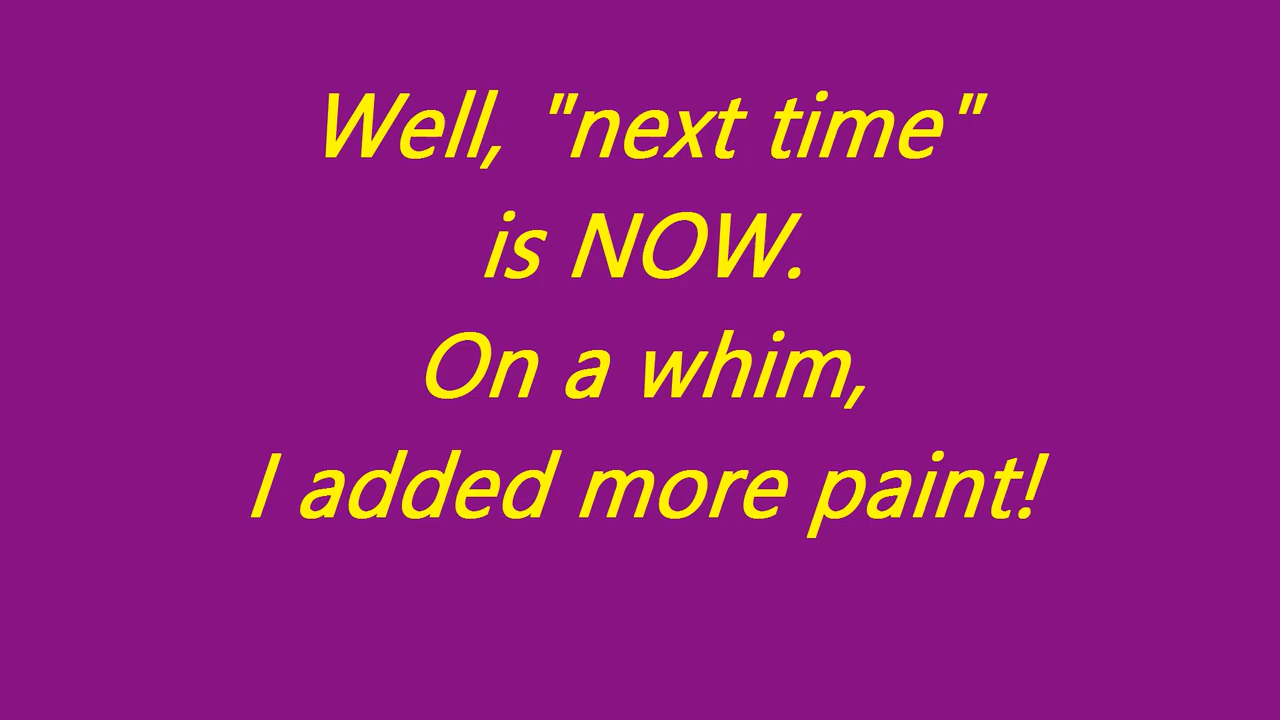 Well, "next time"
is NOW.
On a whim,
I added more paint!